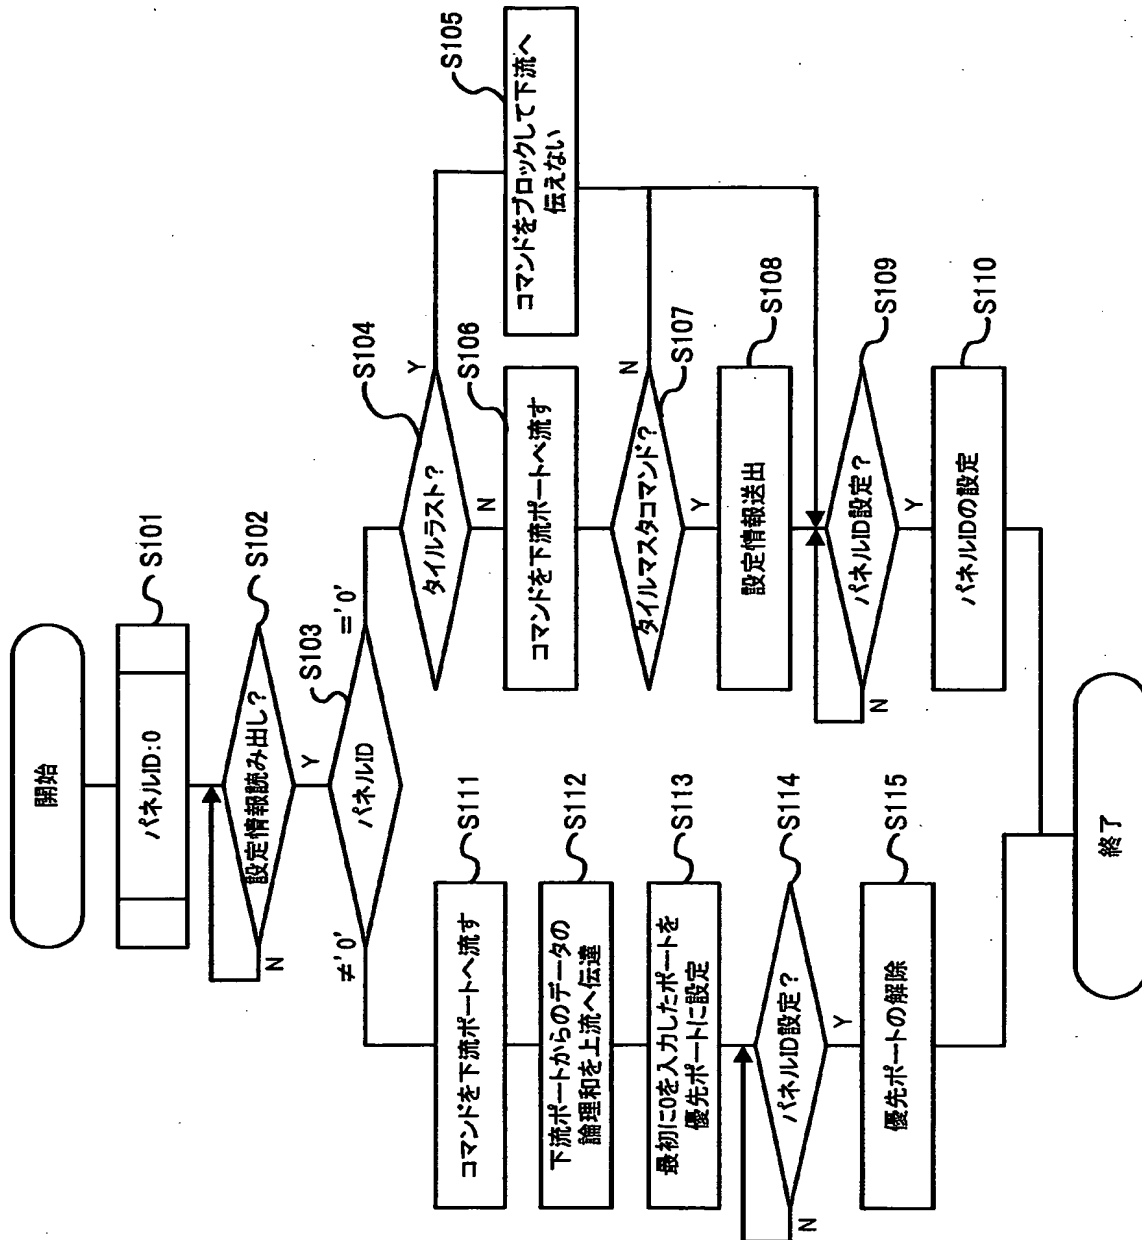 開始
パネルID:0
S101
設定情報読み出し?
S102
N
Y
パネルID
S103
≠'0'
='0'
タイルラスト?
S104
Y
N
コマンドをブロックして下流へ
伝えない
S105
コマンドを下流ポートへ流す
S106
タイルマスタコマンド?
S107
N
Y
設定情報送出
S108
パネルID設定?
S109
N
Y
パネルIDの設定
S110
コマンドを下流ポートへ流す
S111
下流ポートからのデータの
論理和を上流へ伝達
S112
最初に0を入力したポートを
優先ポートに設定
S113
パネルID設定?
S114
N
Y
優先ポートの解除
S115
終了